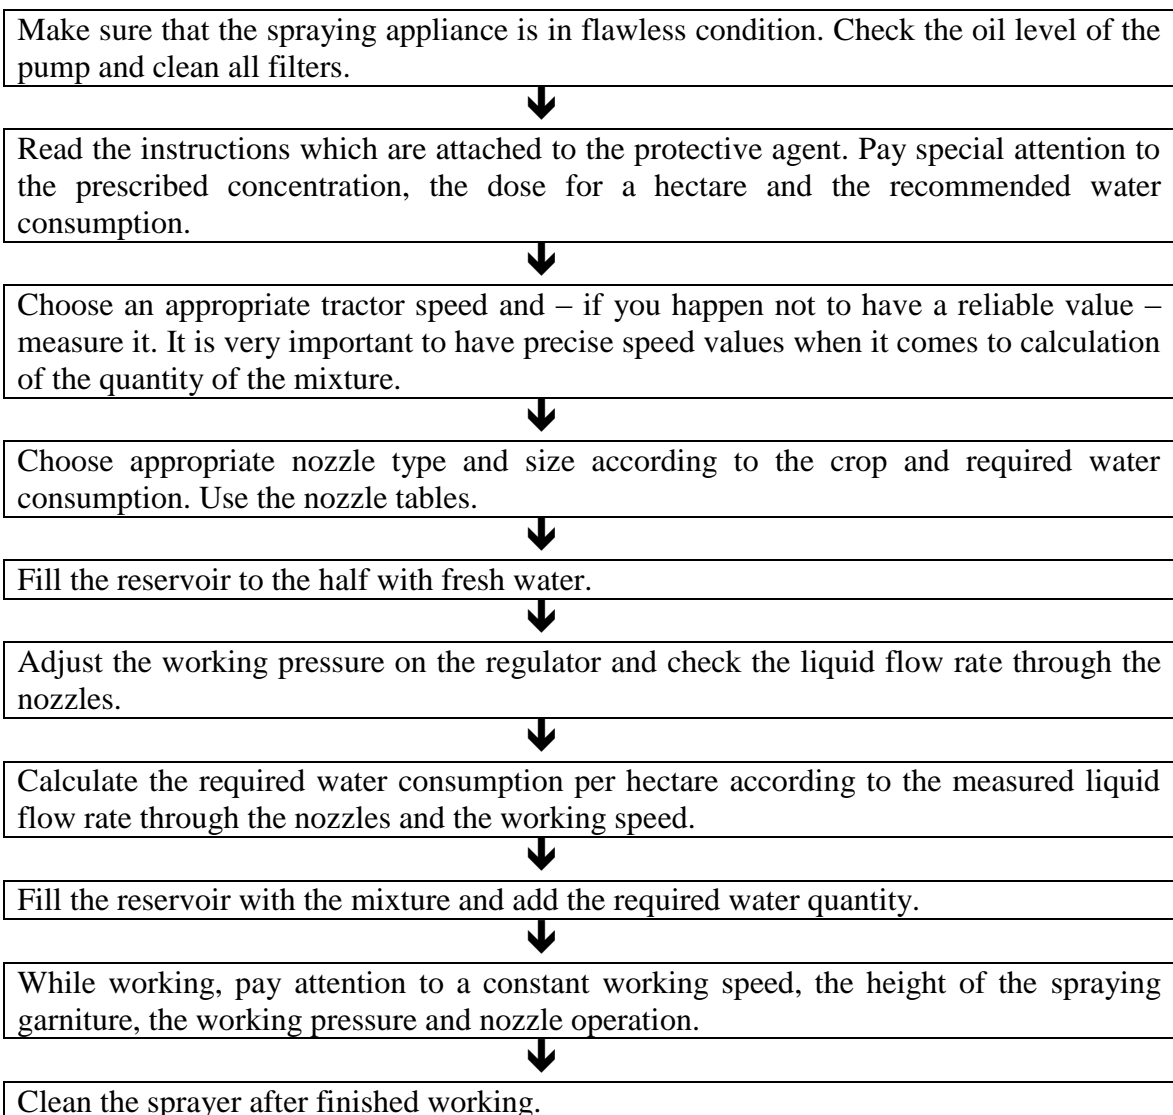 Make sure that the spraying appliance is in flawless condition. Check the oil level of the
pump and clean all filters.
Read the instructions which are attached to the protective agent. Pay special attention to
the prescribed concentration, the dose for a hectare and the recommended water
consumption.
Choose an appropriate tractor speed and – if you happen not to have a reliable value –
measure it. It is very important to have precise speed values when it comes to calculation
of the quantity of the mixture.
Choose appropriate nozzle type and size according to the crop and required water
consumption. Use the nozzle tables.
Fill the reservoir to the half with fresh water.
Adjust the working pressure on the regulator and check the liquid flow rate through the
nozzles.
Calculate the required water consumption per hectare according to the measured liquid
flow rate through the nozzles and the working speed.
Fill the reservoir with the mixture and add the required water quantity.
While working, pay attention to a constant working speed, the height of the spraying
garniture, the working pressure and nozzle operation.
Clean the sprayer after finished working.